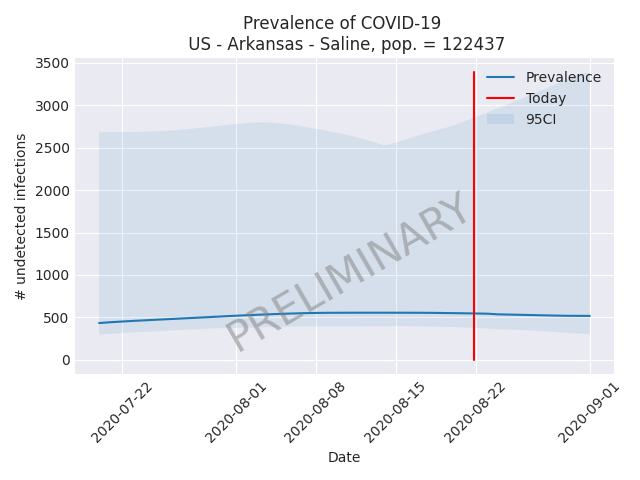 Prevalence of COVID-19
US - Arkansas - Saline, pop. = 122437
3500
3000
2500
2000
1500
1000
500
0
# undetected infections
Prevalence
Today
95CI
PRELIMINARY
2020-07-22
2020-08-01
2020-08-08
2020-08-15
2020-08-22
2020-09-01
Date